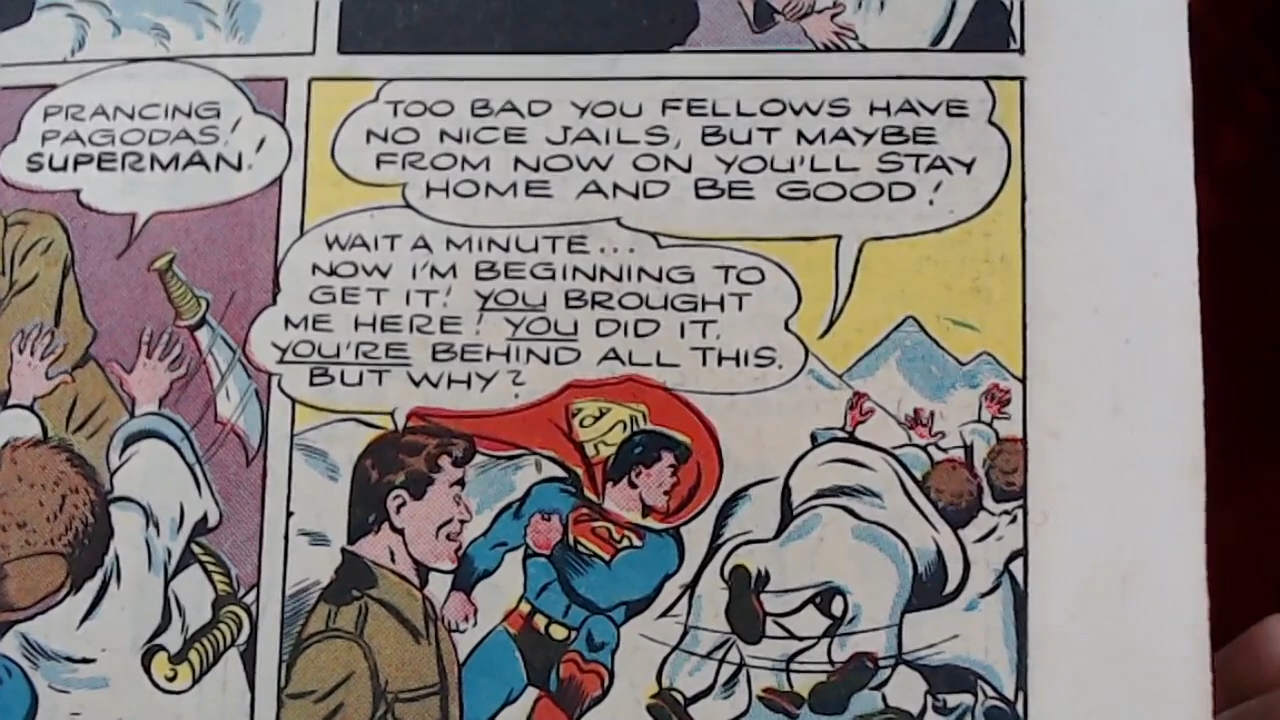 PRANCING
PAGODAS!
SUPERMAN!
TOO BAD YOU FELLOWS HAVE
NO NICE JAILS, BUT MAYBE
FROM NOW ON YOU'LL STAY
HOME AND BE GOOD!
WAIT A MINUTE...
NOW I'M BEGINNING TO
GET IT! YOU BROUGHT
ME HERE! YOU DID IT.
YOU'RE BEHIND ALL THIS.
BUT WHY?